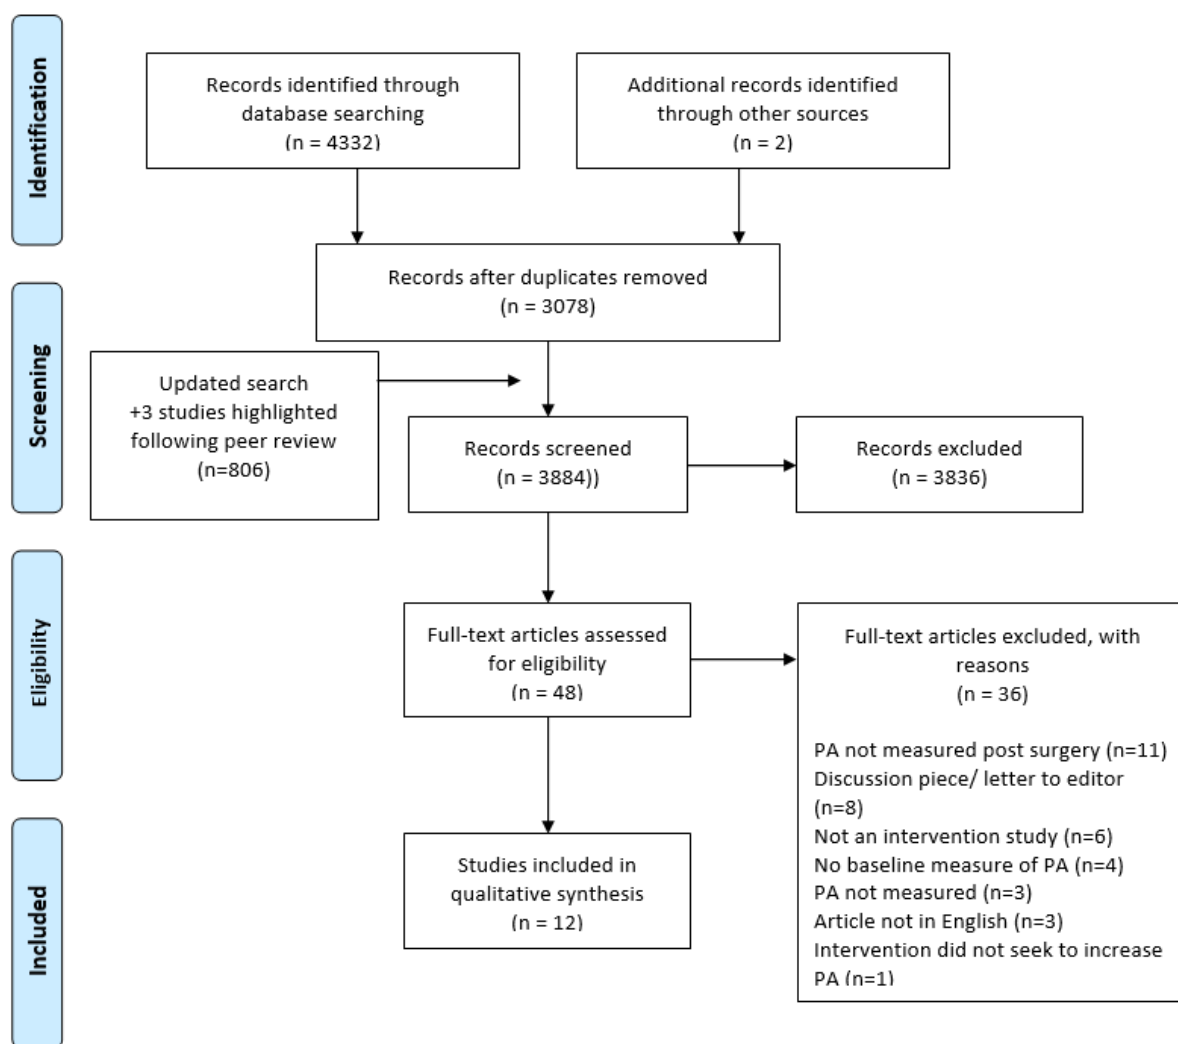 Identification
Records identified through
database searching
(n = 4332)
Additional records identified
through other sources
(n = 2)
Records after duplicates removed
(n = 3078)
Screening
Updated search
+3 studies highlighted
following peer review
(n=806)
Records screened
(n = 3884))
Records excluded
(n = 3836)
Eligibility
Full-text articles assessed
for eligibility
(n = 48)
Full-text articles excluded, with
reasons
(n = 36)
PA not measured post surgery (n=11)
Discussion piece/ letter to editor
(n=8)
Not an intervention study (n=6)
No baseline measure of PA (n=4)
PA not measured (n=3)
Article not in English (n=3)
Intervention did not seek to increase
PA (n=1)
Included
Studies included in
qualitative synthesis
(n = 12)